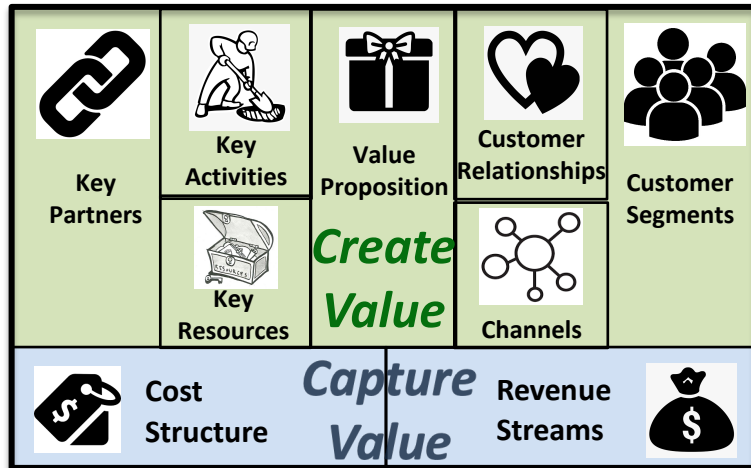 Key
Partners
Key
Activities
RESOURCES
Key
Resources
Value
Proposition
Create
Value
Customer
Relationships
Channels
Customer
Segments
$
Cost
Structure
Capture
Value
Revenue
Streams
$